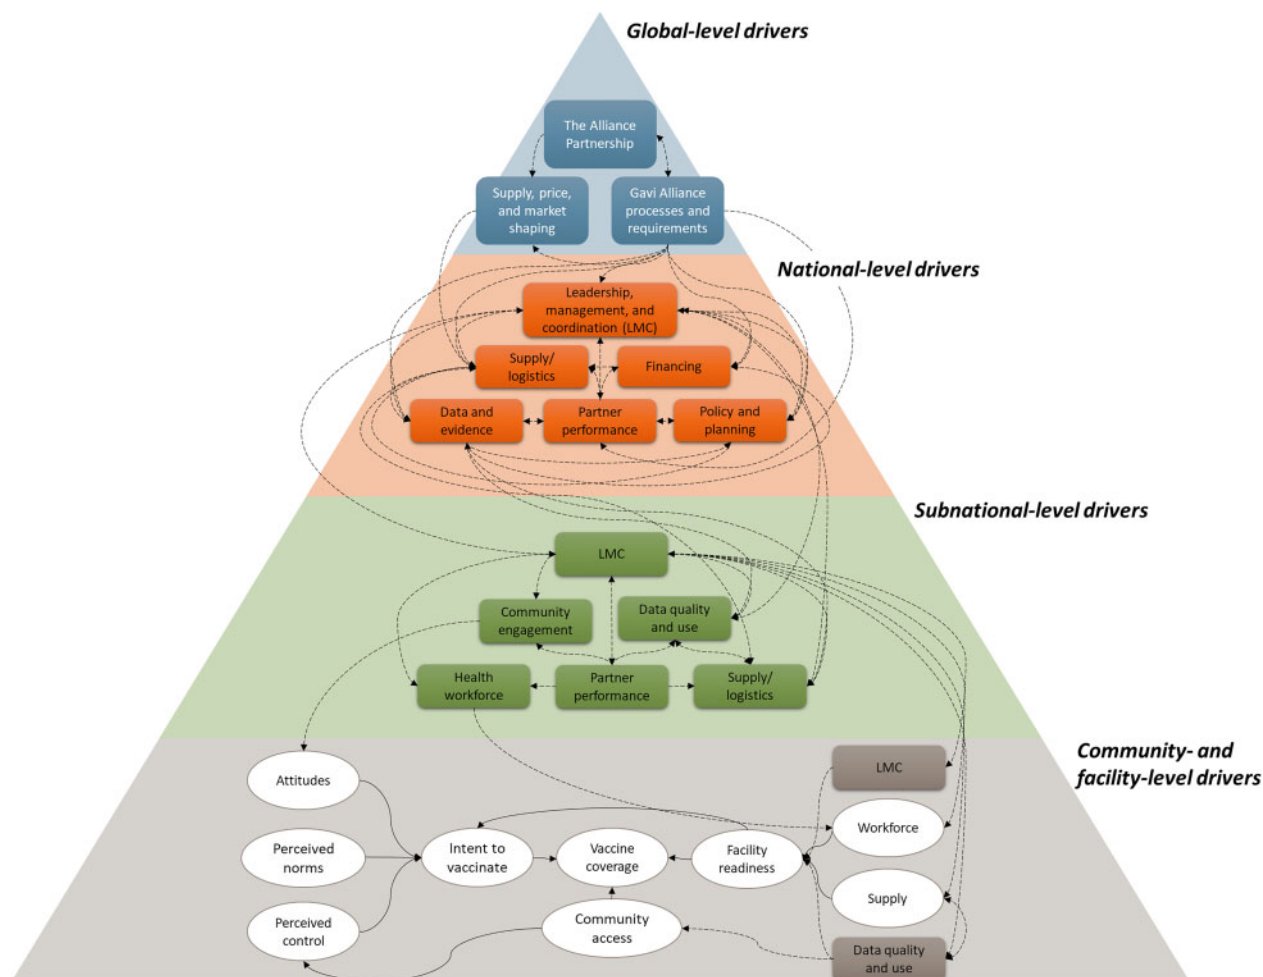 Global-level drivers
The Alliance
Partnership
Supply, price,
and market
shaping
Gavi Alliance
processes and
requirements
National-level drivers
Leadership,
management, and
coordination (LMC)
Supply/
logistics
Financing
Data and
evidence
Partner
performance
Policy and
planning
Subnational-level drivers
LMC
Community
engagement
Data quality
and use
Health
workforce
Partner
performance
Supply/
logistics
Community- and
facility-level drivers
LMC
Attitudes
Workforce
Perceived
norms
Intent to
vaccinate
Vaccine
coverage
Facility
readiness
Supply
Perceived
control
Community
access
Data quality
and use